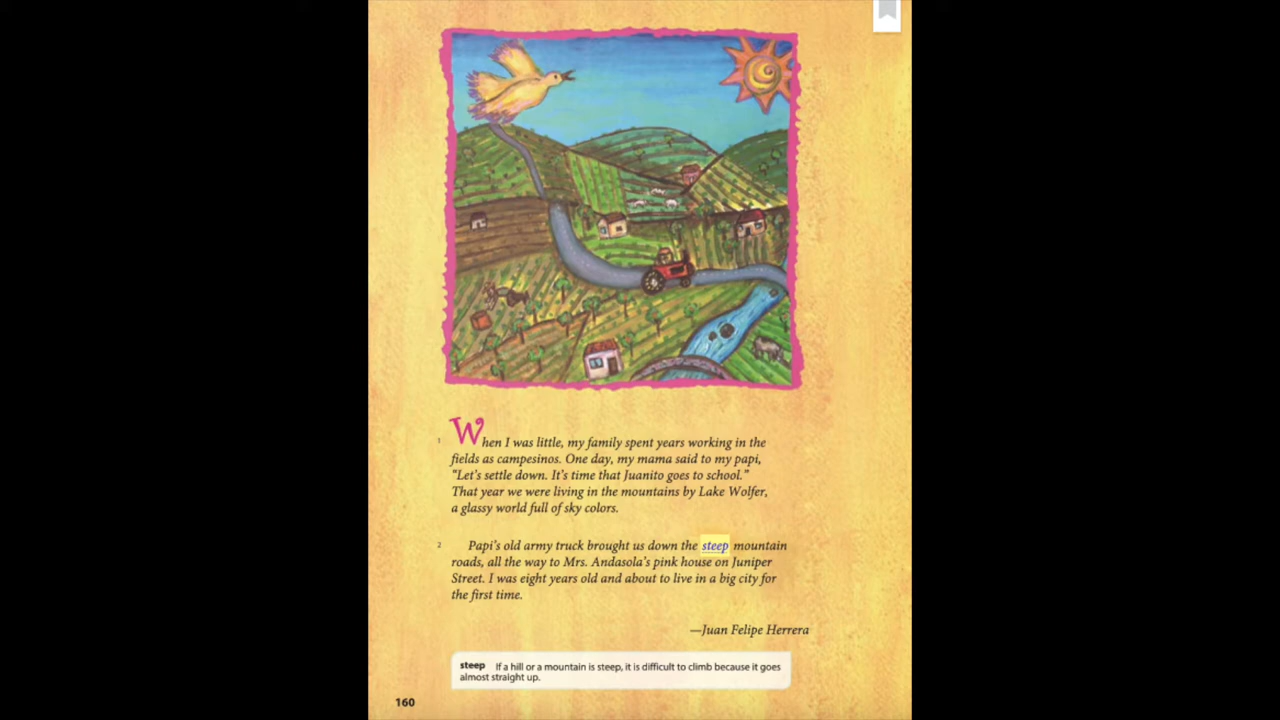 1 When I was little, my family spent years working in the
fields as campesinos. One day, my mama said to my papi,
“Let’s settle down. It’s time that Juanito goes to school.”
That year we were living in the mountains by Lake Wolfer,
a glassy world full of sky colors.
2 Papi’s old army truck brought us down the steep mountain
roads, all the way to Mrs. Andasola’s pink house on Juniper
Street. I was eight years old and about to live in a big city for
the first time.
—Juan Felipe Herrera
steep If a hill or a mountain is steep, it is difficult to climb because it goes
almost straight up.
160